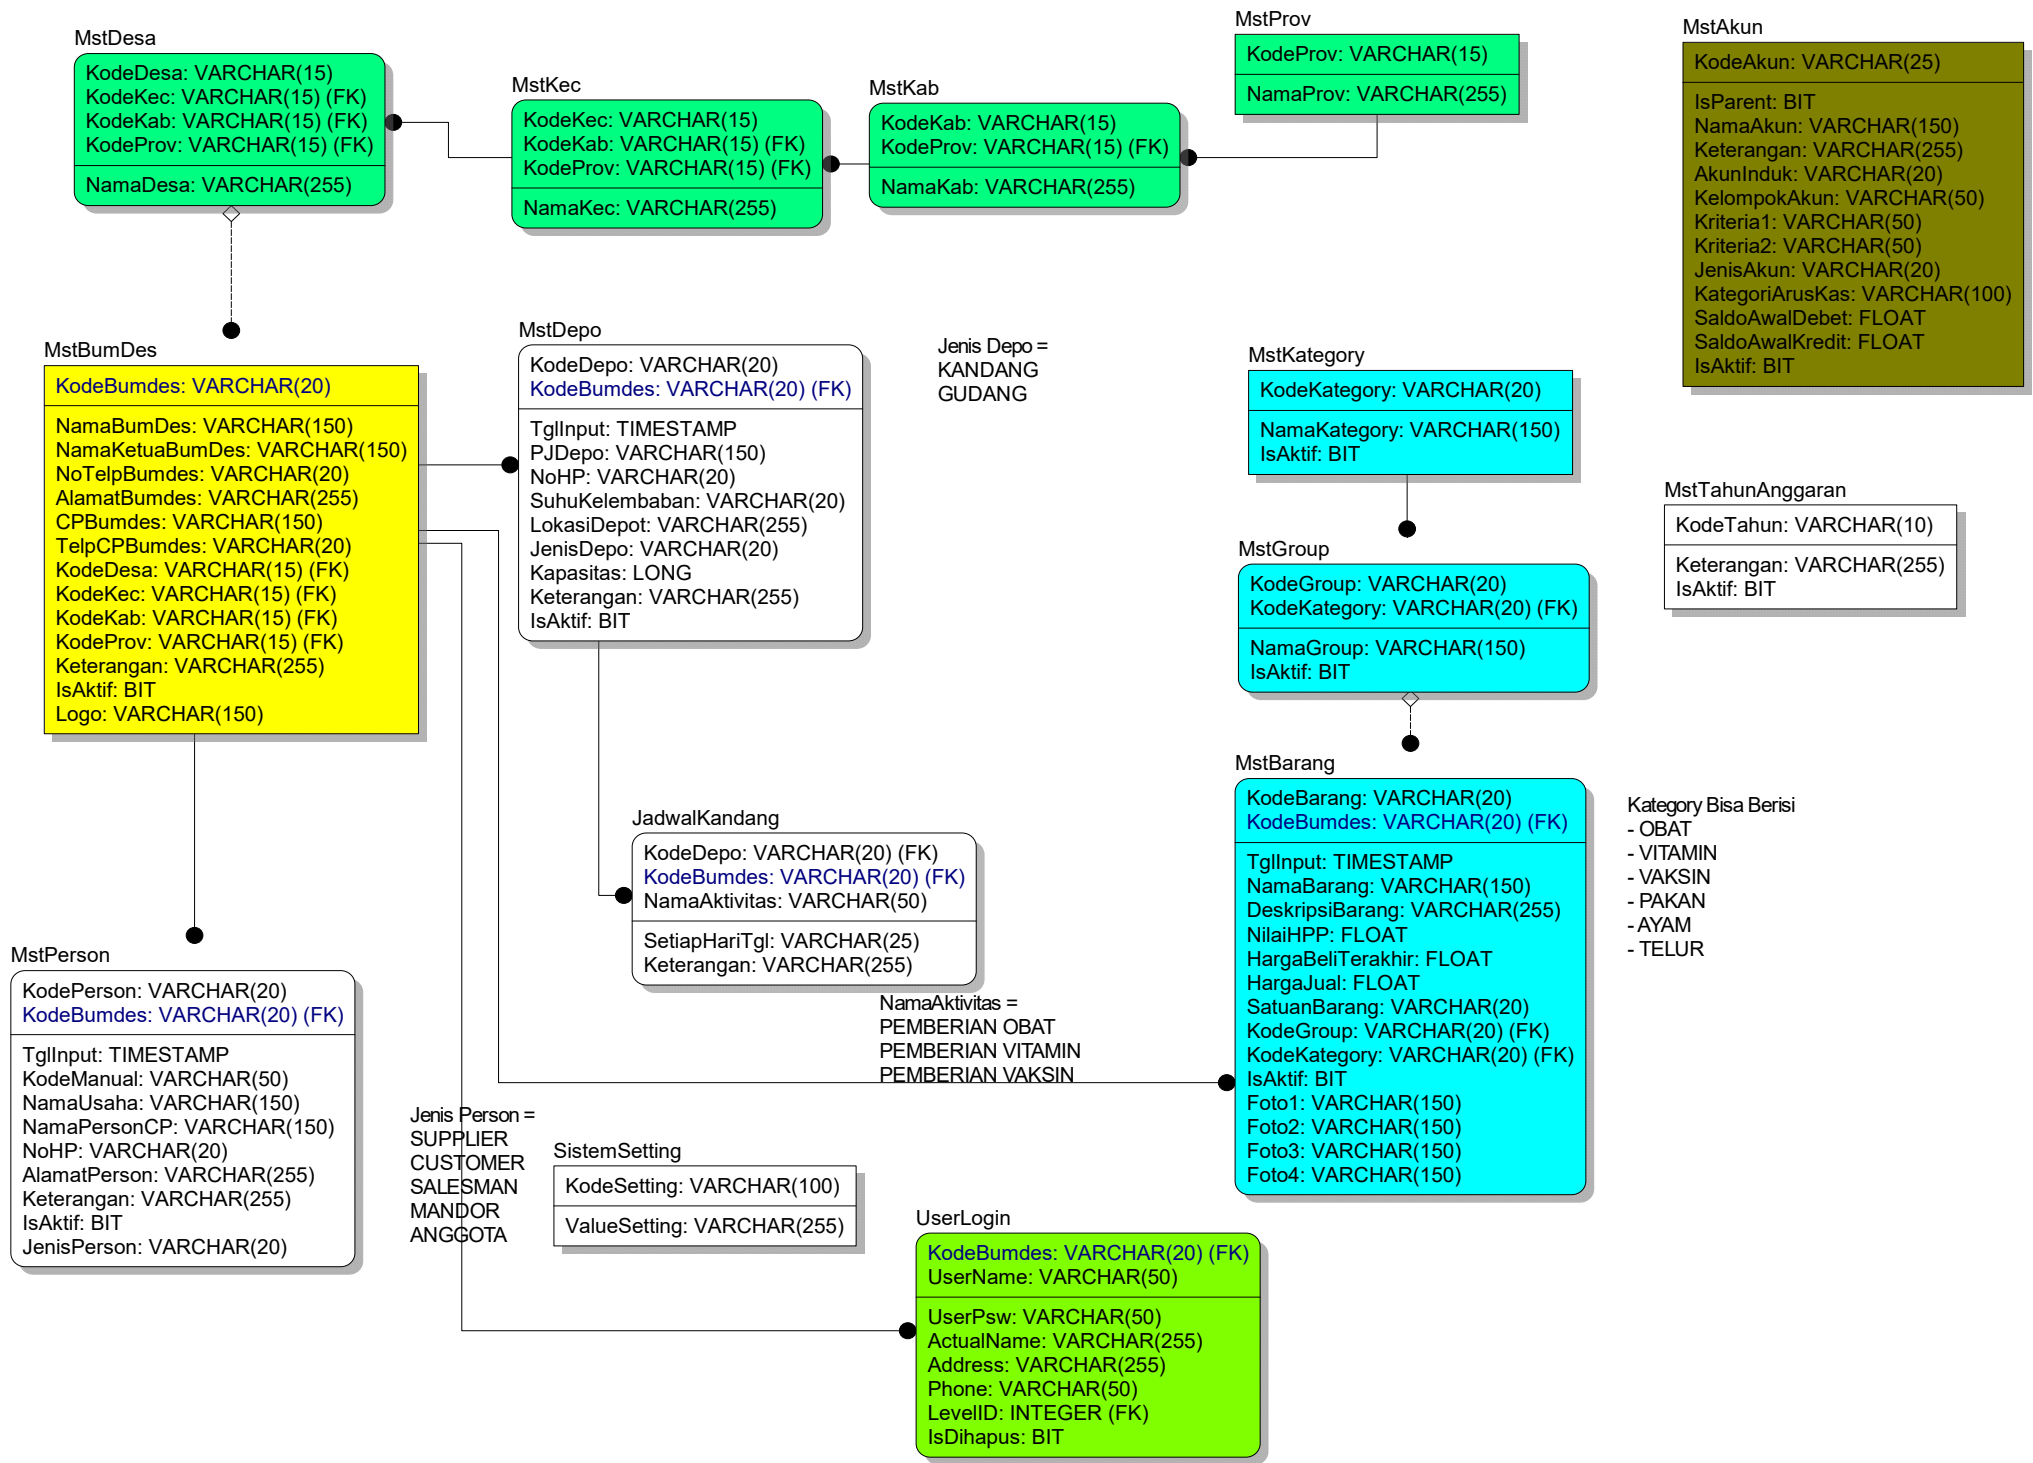 MstDesa
KodeDesa: VARCHAR(15)
KodeKec: VARCHAR(15) (FK)
KodeKab: VARCHAR(15) (FK)
KodeProv: VARCHAR(15) (FK)
NamaDesa: VARCHAR(255)
MstKec
KodeKec: VARCHAR(15)
KodeKab: VARCHAR(15) (FK)
KodeProv: VARCHAR(15) (FK)
NamaKec: VARCHAR(255)
MstKab
KodeKab: VARCHAR(15)
KodeProv: VARCHAR(15) (FK)
NamaKab: VARCHAR(255)
MstProv
KodeProv: VARCHAR(15)
NamaProv: VARCHAR(255)
MstAkun
KodeAkun: VARCHAR(25)
IsParent: BIT
NamaAkun: VARCHAR(150)
Keterangan: VARCHAR(255)
AkunInduk: VARCHAR(20)
KelompokAkun: VARCHAR(50)
Kriteria1: VARCHAR(50)
Kriteria2: VARCHAR(50)
JenisAkun: VARCHAR(20)
KategoriArusKas: VARCHAR(100)
SaldoAwalDebet: FLOAT
SaldoAwalKredit: FLOAT
IsAktif: BIT
MstBumDes
KodeBumdes: VARCHAR(20)
NamaBumDes: VARCHAR(150)
NamaKetuaBumDes: VARCHAR(150)
NoTelpBumdes: VARCHAR(20)
AlamatBumdes: VARCHAR(255)
CPBumdes: VARCHAR(150)
TelpCPBumdes: VARCHAR(20)
KodeDesa: VARCHAR(15) (FK)
KodeKec: VARCHAR(15) (FK)
KodeKab: VARCHAR(15) (FK)
KodeProv: VARCHAR(15) (FK)
Keterangan: VARCHAR(255)
IsAktif: BIT
Logo: VARCHAR(150)
MstDepo
KodeDepo: VARCHAR(20)
KodeBumdes: VARCHAR(20) (FK)
TglInput: TIMESTAMP
PJDepo: VARCHAR(150)
NoHP: VARCHAR(20)
SuhuKelembaban: VARCHAR(20)
LokasiDepot: VARCHAR(255)
JenisDepo: VARCHAR(20)
Kapasitas: LONG
Keterangan: VARCHAR(255)
IsAktif: BIT
Jenis Depo =
KANDANG
GUDANG
MstKategory
KodeKategory: VARCHAR(20)
NamaKategory: VARCHAR(150)
IsAktif: BIT
MstTahunAnggaran
KodeTahun: VARCHAR(10)
Keterangan: VARCHAR(255)
IsAktif: BIT
MstGroup
KodeGroup: VARCHAR(20)
KodeKategory: VARCHAR(20) (FK)
NamaGroup: VARCHAR(150)
IsAktif: BIT
MstBarang
KodeBarang: VARCHAR(20)
KodeBumdes: VARCHAR(20) (FK)
TglInput: TIMESTAMP
NamaBarang: VARCHAR(150)
DeskripsiBarang: VARCHAR(255)
NilaiHPP: FLOAT
HargaBeliTerakhir: FLOAT
HargaJual: FLOAT
SatuanBarang: VARCHAR(20)
KodeGroup: VARCHAR(20) (FK)
KodeKategory: VARCHAR(20) (FK)
IsAktif: BIT
Foto1: VARCHAR(150)
Foto2: VARCHAR(150)
Foto3: VARCHAR(150)
Foto4: VARCHAR(150)
Kategory Bisa Berisi
- OBAT
- VITAMIN
- VAKSIN
- PAKAN
- AYAM
- TELUR
JadwalKandang
KodeDepo: VARCHAR(20) (FK)
KodeBumdes: VARCHAR(20) (FK)
NamaAktivitas: VARCHAR(50)
SetiapHariTgl: VARCHAR(25)
Keterangan: VARCHAR(255)
NamaAktivitas =
PEMBERIAN OBAT
PEMBERIAN VITAMIN
PEMBERIAN VAKSIN
MstPerson
KodePerson: VARCHAR(20)
KodeBumdes: VARCHAR(20) (FK)
TglInput: TIMESTAMP
KodeManual: VARCHAR(50)
NamaUsaha: VARCHAR(150)
NamaPersonCP: VARCHAR(150)
NoHP: VARCHAR(20)
AlamatPerson: VARCHAR(255)
Keterangan: VARCHAR(255)
IsAktif: BIT
JenisPerson: VARCHAR(20)
Jenis Person =
SUPPLIER
CUSTOMER
SALESMAN
MANDOR
ANGGOTA
SistemSetting
KodeSetting: VARCHAR(100)
ValueSetting: VARCHAR(255)
UserLogin
KodeBumdes: VARCHAR(20) (FK)
UserName: VARCHAR(50)
UserPsw: VARCHAR(50)
ActualName: VARCHAR(255)
Address: VARCHAR(255)
Phone: VARCHAR(50)
LevelID: INTEGER (FK)
IsDihapus: BIT